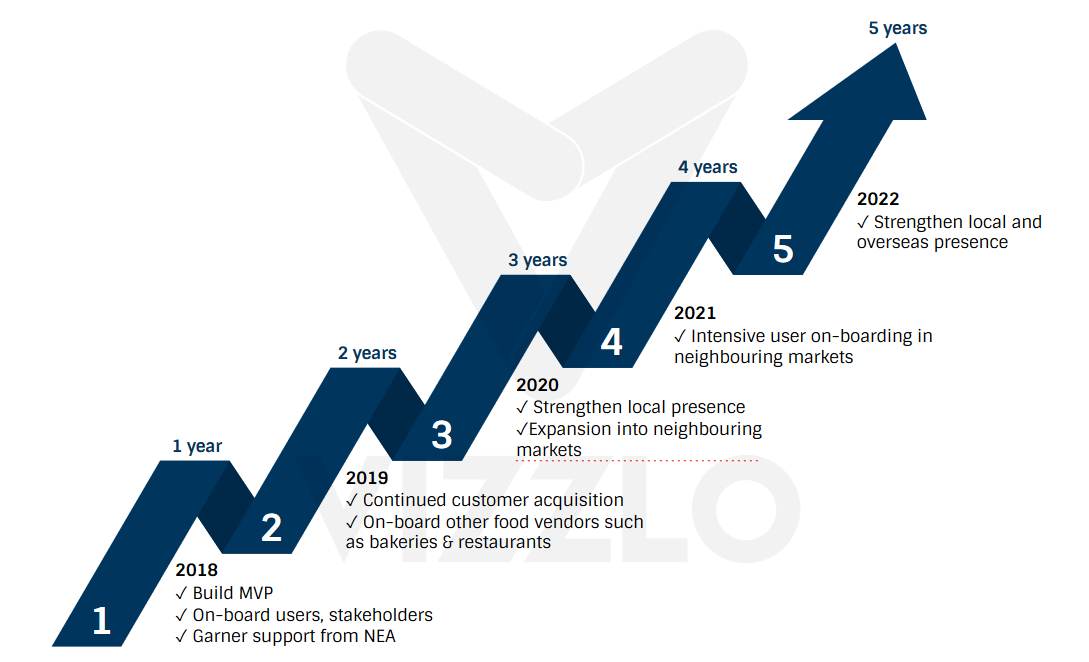 5 years
4 years
3 years
2 years
1 year
5
4
3
2
1
2022
✓ Strengthen local and
overseas presence
2021
✓ Intensive user on-boarding in
neighbouring markets
2020
✓ Strengthen local presence
✓Expansion into neighbouring
markets
2019
✓ Continued customer acquisition
✓ On-board other food vendors such
as bakeries & restaurants
2018
✓ Build MVP
✓ On-board users, stakeholders
✓ Garner support from NEA
VIZZLO